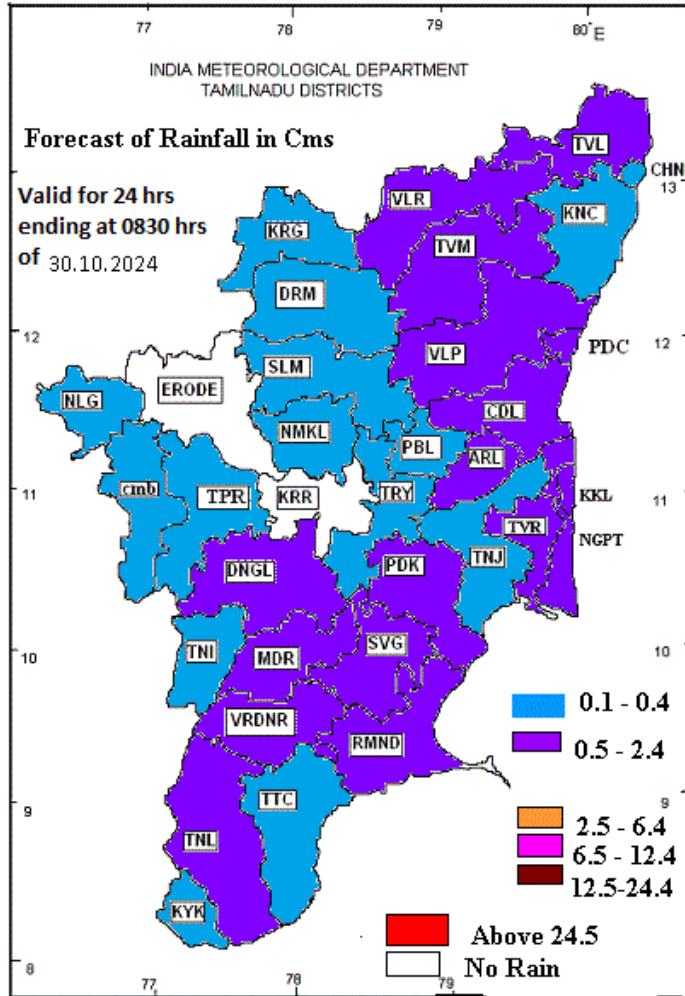 77 78 79 80°E
INDIA METEOROLOGICAL DEPARTMENT
TAMILNADU DISTRICTS
Forecast of Rainfall in Cms
TVL
CHN
13
Valid for 24 hrs
ending at 0830 hrs
of 30.10.2024
VLR
KNC
KRG
TVM
DRM
12
12
PDC
VLP
SLM
ERODE
NLG
CDL
NMKL
PBL
ARL
11
cmb
TPR
KRR
TRY
KKL
11
TVR
NGPT
DNGL
PDK
TNJ
10
TNI
MDR
SVG
10
0.1 - 0.4
VRDNR
RMND
0.5 - 2.4
9
TTC
9
2.5 - 6.4
TNL
6.5 - 12.4
12.5-24.4
KYK
Above 24.5
8
No Rain
77 78 79